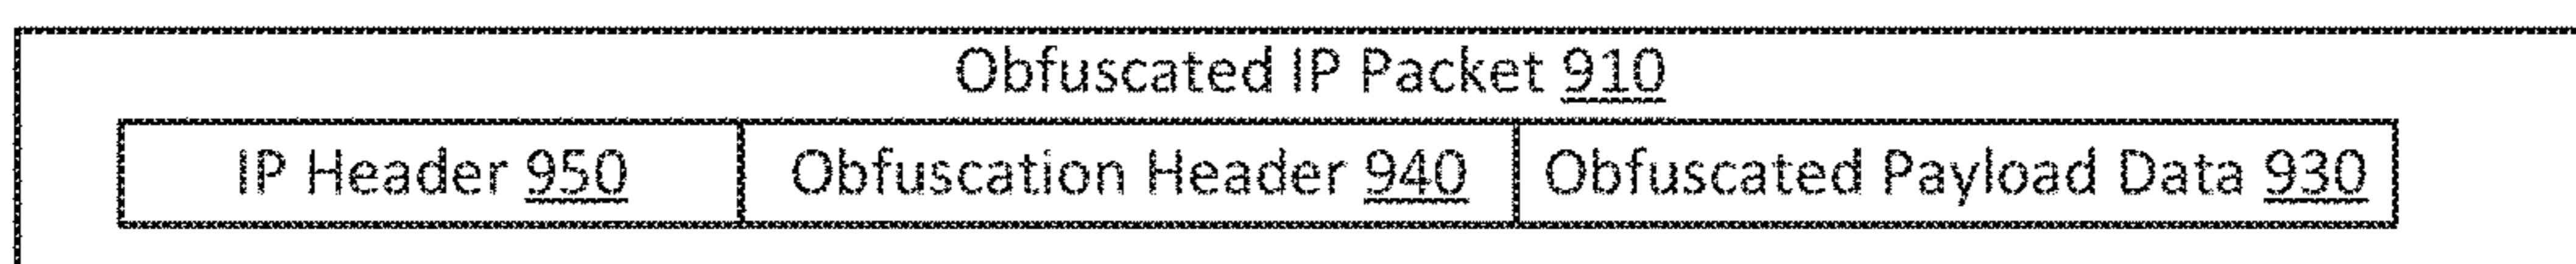 Obfuscated IP Packet 910
IP Header 950 Obfuscation Header 940 Obfuscated Payload Data 930